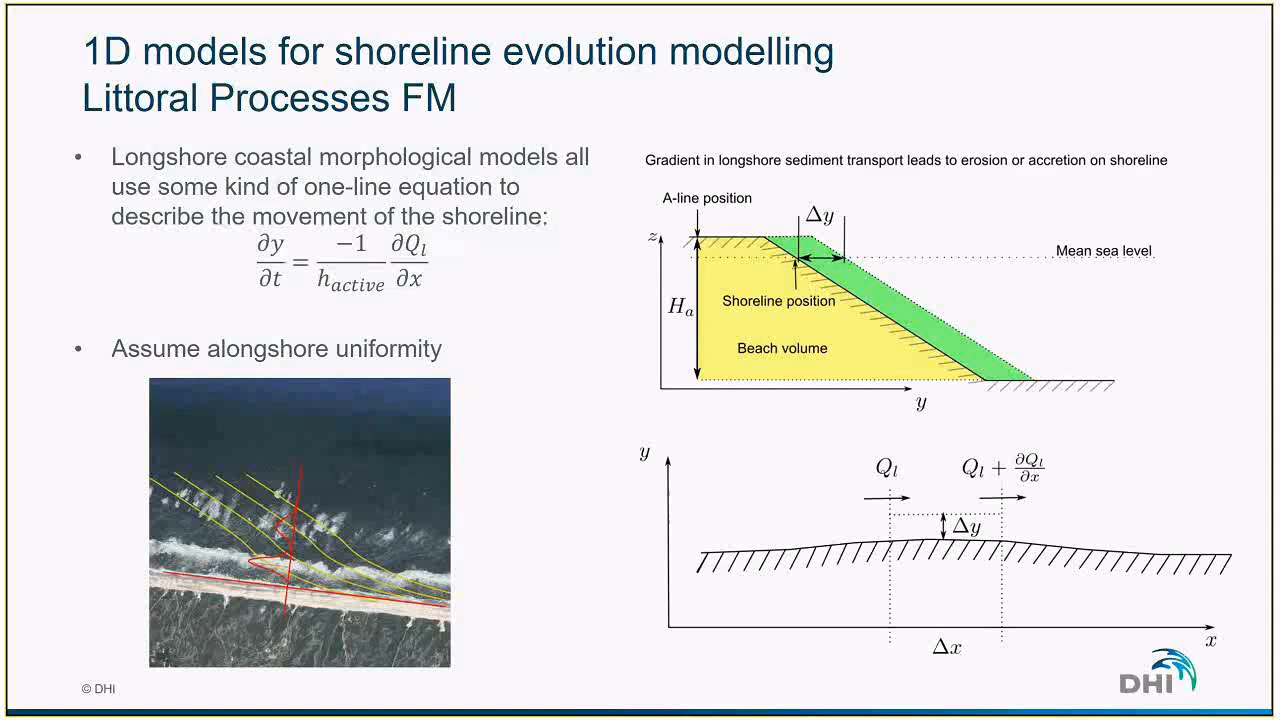 1D models for shoreline evolution modelling
Littoral Processes FM
• Longshore coastal morphological models all
use some kind of one-line equation to
describe the movement of the shoreline:
∂y/∂t = −1/h_active ∂Q_l/∂x
• Assume alongshore uniformity
Gradient in longshore sediment transport leads to erosion or accretion on shoreline
A-line position
Δy
z
Mean sea level
Shoreline position
H_a
Beach volume
y
y
Q_l
Q_l + ∂Q_l/∂x
Δy
Δx
x
© DHI
DHI